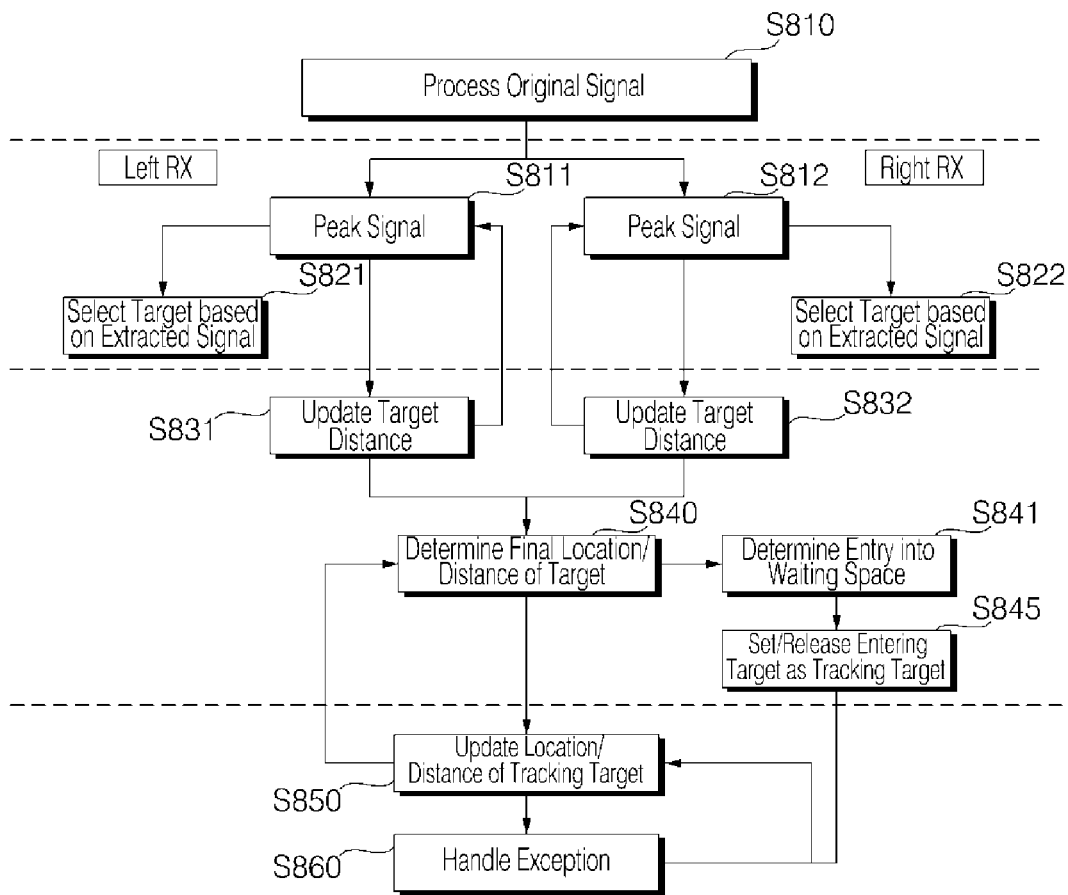 S810
Process Original Signal
Left RX
Right RX
S811
S812
Peak Signal
Peak Signal
S821
S822
Select Target based
on Extracted Signal
Select Target based
on Extracted Signal
S831
Update Target
Distance
Update Target
Distance
S832
S840
S841
Determine Final Location/
Distance of Target
Determine Entry into
Waiting Space
S845
Set/Release Entering
Target as Tracking Target
Update Location/
Distance of Tracking Target
S850
Handle Exception
S860